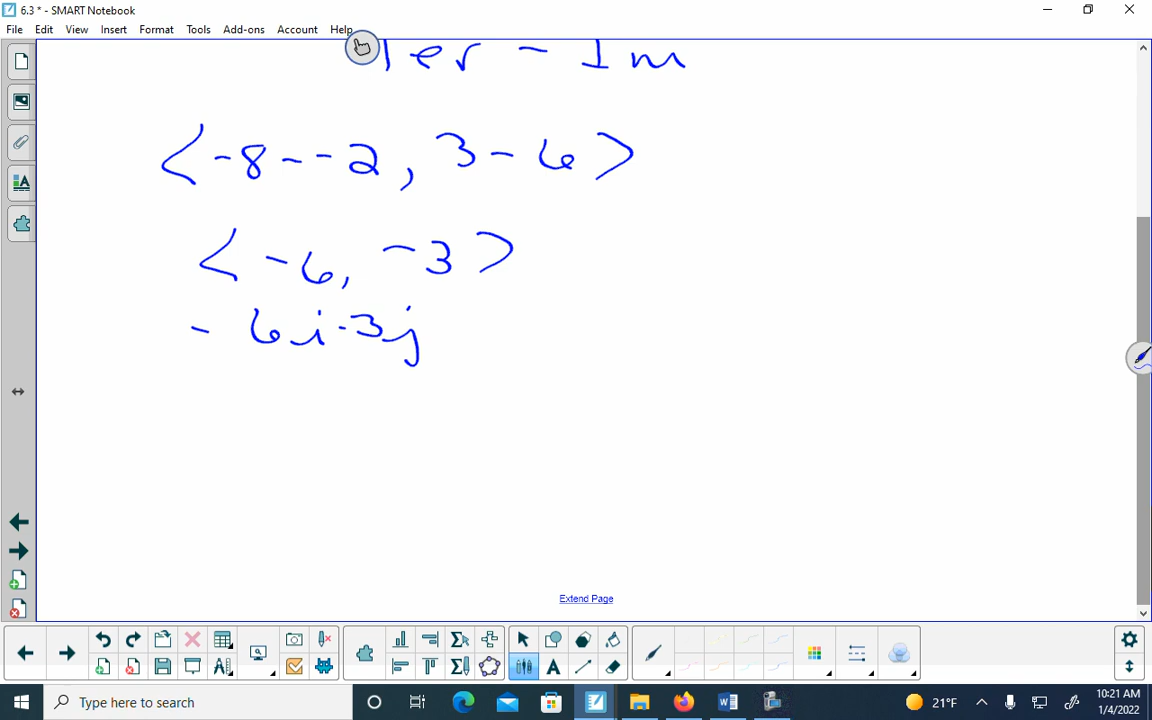 6.3 * - SMART Notebook
File Edit View Insert Format Tools Add-ons Account Help
Ter - Im
< -8 - -2, 3 - 6 >
< -6, -3 >
- 6i - 3j
Extend Page
Type here to search
21°F
10:21 AM
1/4/2022